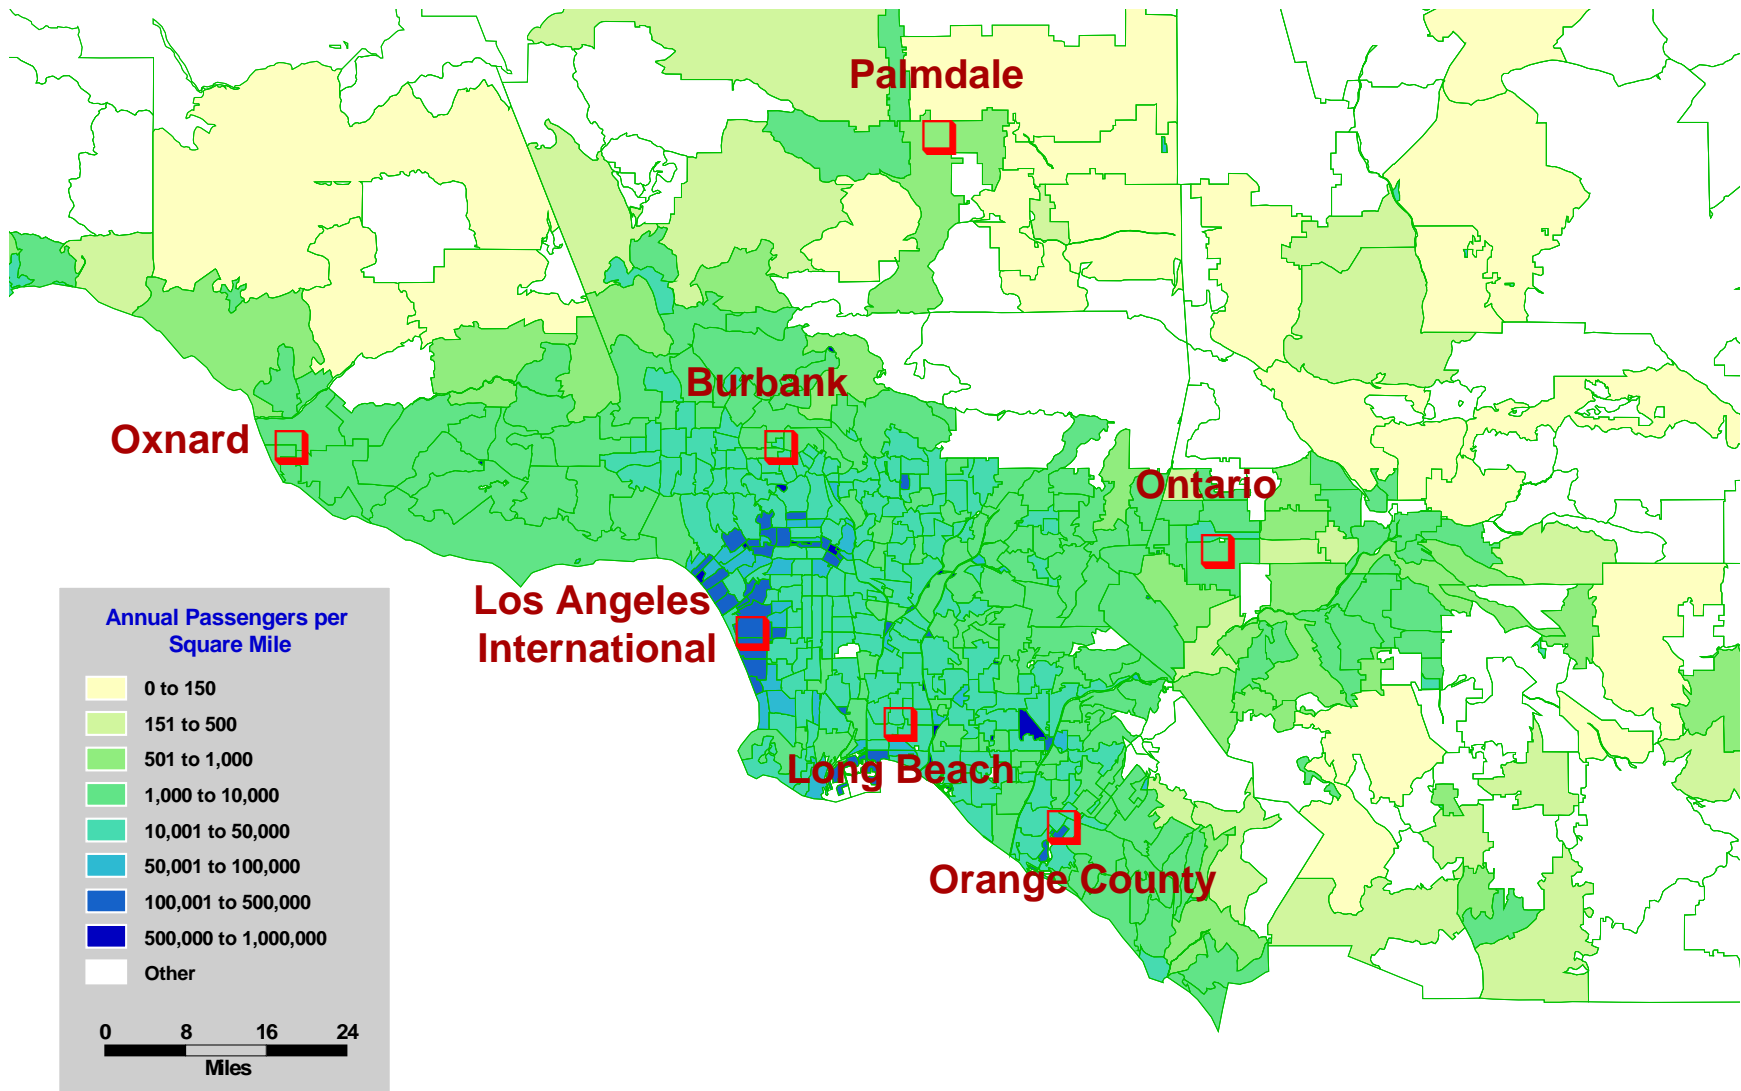 Palmdale
Burbank
Oxnard
Ontario
Los Angeles
International
Long Beach
Orange County
Annual Passengers per
Square Mile
0 to 150
151 to 500
501 to 1,000
1,000 to 10,000
10,001 to 50,000
50,001 to 100,000
100,001 to 500,000
500,000 to 1,000,000
Other
0 8 16 24
Miles